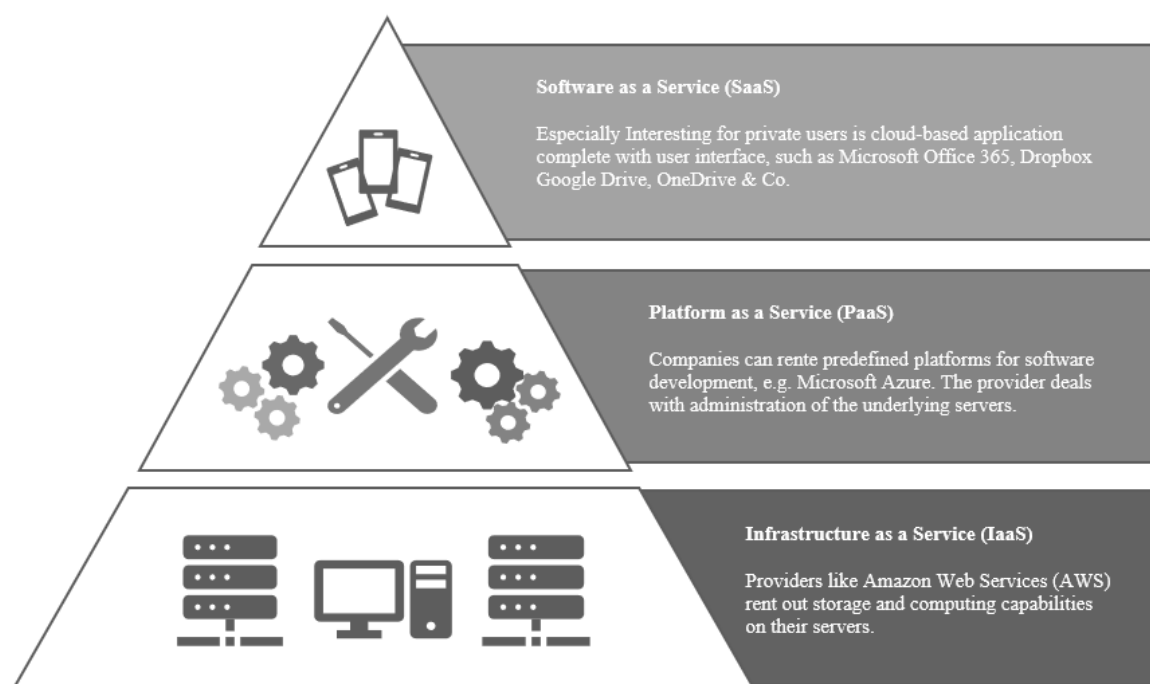 Software as a Service (SaaS)
Especially Interesting for private users is cloud-based application
complete with user interface, such as Microsoft Office 365, Dropbox
Google Drive, OneDrive & Co.
Platform as a Service (PaaS)
Companies can rente predefined platforms for software
development, e.g. Microsoft Azure. The provider deals
with administration of the underlying servers.
Infrastructure as a Service (IaaS)
Providers like Amazon Web Services (AWS)
rent out storage and computing capabilities
on their servers.